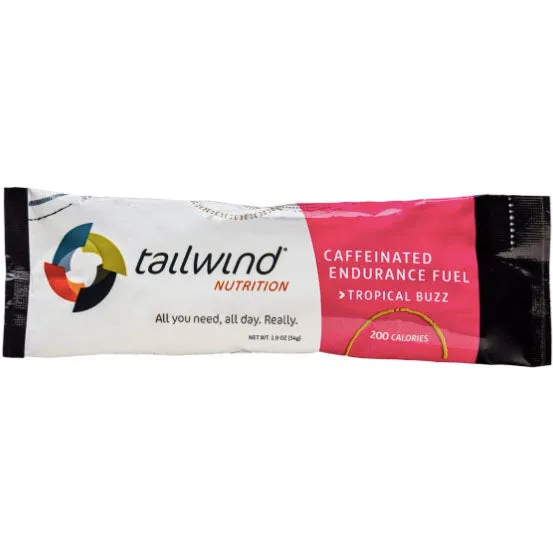 tailwind®
NUTRITION
All you need, all day. Really.
NET WT. 1.9 OZ (54g)
CAFFEINATED
ENDURANCE FUEL
>TROPICAL BUZZ
200 CALORIES